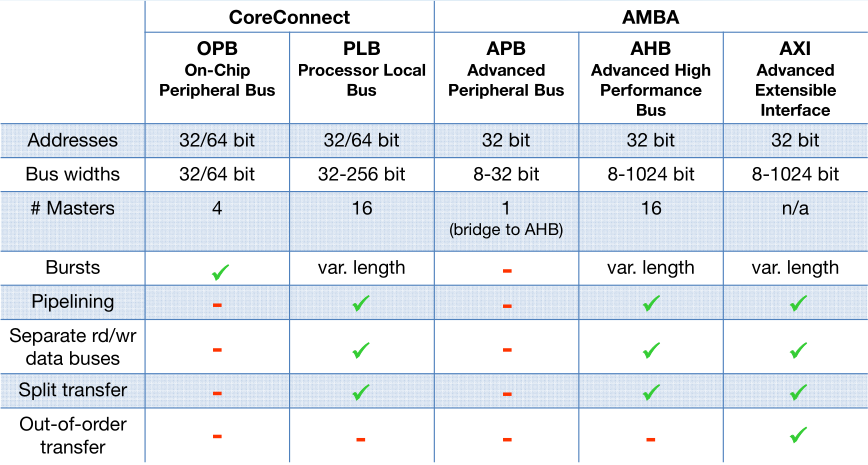 CoreConnect AMBA
OPB PLB APB AHB AXI
On-Chip Processor Local Advanced Advanced High Advanced
Peripheral Bus Bus Peripheral Bus Performance Extensible
Bus Interface
Addresses 32/64 bit 32/64 bit 32 bit 32 bit 32 bit
Bus widths 32/64 bit 32-256 bit 8-32 bit 8-1024 bit 8-1024 bit
# Masters 4 16 1 16 n/a
(bridge to AHB)
Bursts ✓ var. length - var. length var. length
Pipelining - ✓ - ✓ ✓
Separate rd/wr
data buses - ✓ - ✓ ✓
Split transfer - ✓ - ✓ ✓
Out-of-order
transfer - - - - ✓